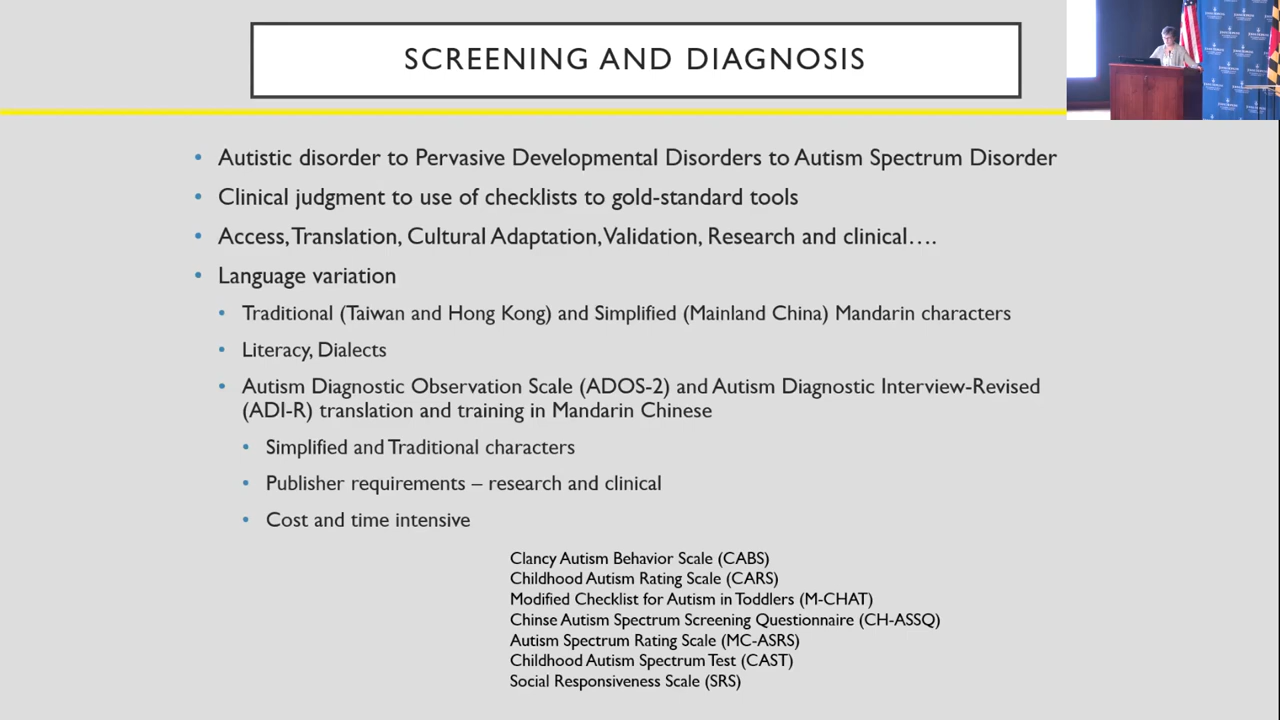 SCREENING AND DIAGNOSIS
• Autistic disorder to Pervasive Developmental Disorders to Autism Spectrum Disorder
• Clinical judgment to use of checklists to gold-standard tools
• Access, Translation, Cultural Adaptation, Validation, Research and clinical….
• Language variation
• Traditional (Taiwan and Hong Kong) and Simplified (Mainland China) Mandarin characters
• Literacy, Dialects
• Autism Diagnostic Observation Scale (ADOS-2) and Autism Diagnostic Interview-Revised
(ADI-R) translation and training in Mandarin Chinese
• Simplified and Traditional characters
• Publisher requirements – research and clinical
• Cost and time intensive
Clancy Autism Behavior Scale (CABS)
Childhood Autism Rating Scale (CARS)
Modified Checklist for Autism in Toddlers (M-CHAT)
Chinse Autism Spectrum Screening Questionnaire (CH-ASSQ)
Autism Spectrum Rating Scale (MC-ASRS)
Childhood Autism Spectrum Test (CAST)
Social Responsiveness Scale (SRS)